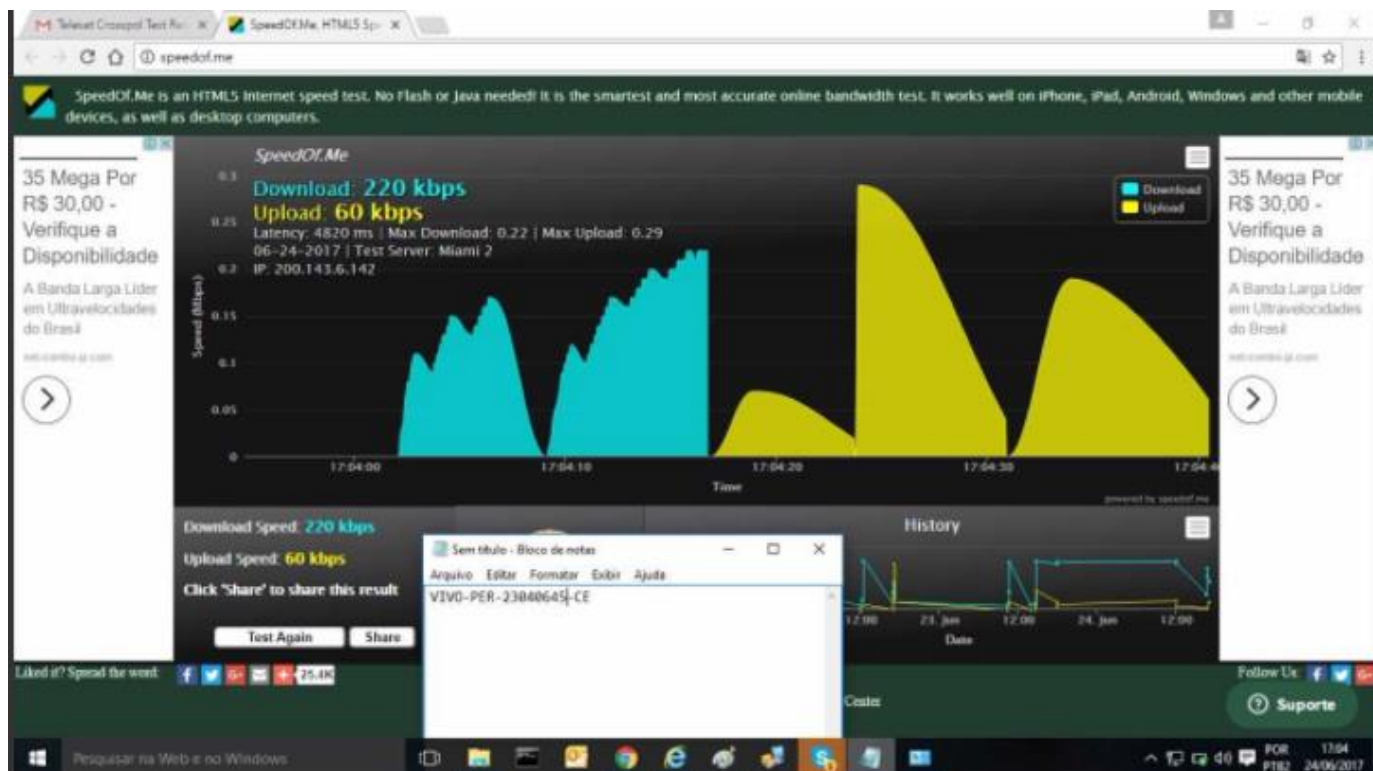 Telesat Crosspol Test Re
SpeedOf.Me, HTML5 Sp
speedof.me
SpeedOf.Me is an HTML5 Internet speed test. No Flash or Java needed! It is the smartest and most accurate online bandwidth test. It works well on iPhone, iPad, Android, Windows and other mobile
devices, as well as desktop computers.
35 Mega Por
R$ 30,00 -
Verifique a
Disponibilidade
A Banda Larga Líder
em Ultravelocidades
do Brasil
SpeedOf.Me
Download: 220 kbps
Upload: 60 kbps
Latency: 4820 ms | Max Download: 0.22 | Max Upload: 0.29
06-24-2017 | Test Server: Miami 2
IP: 200.143.6.142
Download
Upload
0.3
0.25
0.2
0.15
0.1
0.05
0
Speed (Mbps)
17:04:00
17:04:10
17:04:20
17:04:30
17:04:4
Time
powered by speedof.me
35 Mega Por
R$ 30,00 -
Verifique a
Disponibilidade
A Banda Larga Líder
em Ultravelocidades
do Brasil
Download Speed: 220 kbps
Upload Speed: 60 kbps
Click 'Share' to share this result
Test Again
Share
History
12:00
23. Jun
12:00
24. Jun
12:00
Date
Sem título - Bloco de notas
Arquivo Editar Formatar Exibir Ajuda
VIVO-PER-23040645-CE
Liked it? Spread the word:
25.4K
Center
Follow Us:
Suporte
Pesquisar na Web e no Windows
POR
PTB2
17:04
24/06/2017